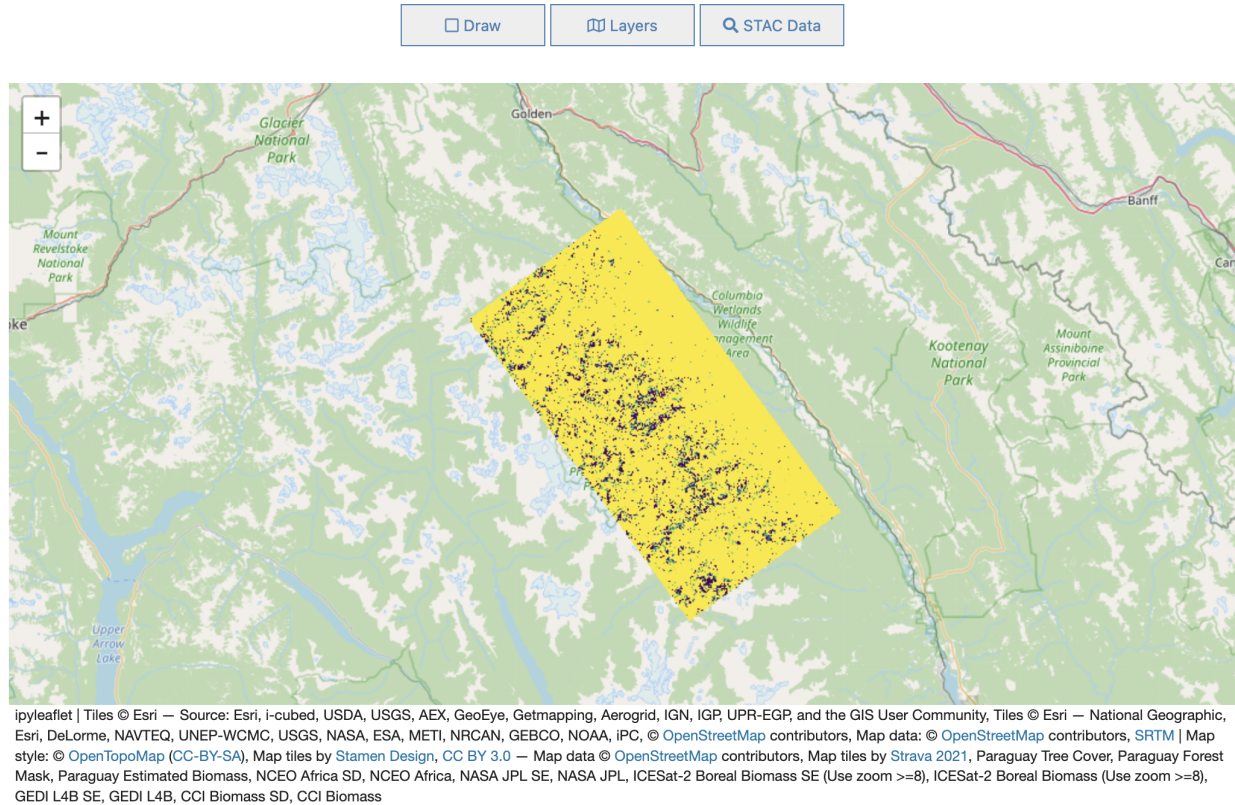 Draw
Layers
STAC Data
+
-
Golden
Glacier
National
Park
Banff
Mount
Revelstoke
National
Park
Can
oke
Columbia
Wetlands
Wildlife
anagement
Area
Kootenay
National
Park
Mount
Assiniboine
Provincial
Park
Upper
Arrow
Lake
ipyleaflet | Tiles © Esri — Source: Esri, i-cubed, USDA, USGS, AEX, GeoEye, Getmapping, Aerogrid, IGN, IGP, UPR-EGP, and the GIS User Community, Tiles © Esri — National Geographic,
Esri, DeLorme, NAVTEQ, UNEP-WCMC, USGS, NASA, ESA, METI, NRCAN, GEBCO, NOAA, iPC, © OpenStreetMap contributors, Map data: © OpenStreetMap contributors, SRTM | Map
style: © OpenTopoMap (CC-BY-SA), Map tiles by Stamen Design, CC BY 3.0 — Map data © OpenStreetMap contributors, Map tiles by Strava 2021, Paraguay Tree Cover, Paraguay Forest
Mask, Paraguay Estimated Biomass, NCEO Africa SD, NCEO Africa, NASA JPL SE, NASA JPL, ICESat-2 Boreal Biomass SE (Use zoom >=8), ICESat-2 Boreal Biomass (Use zoom >=8),
GEDI L4B SE, GEDI L4B, CCI Biomass SD, CCI Biomass